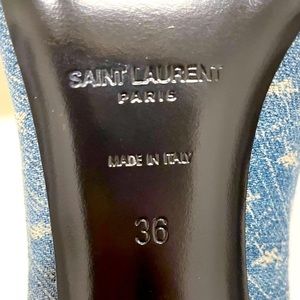 SAINT LAURENT
PARIS
MADE IN ITALY
36